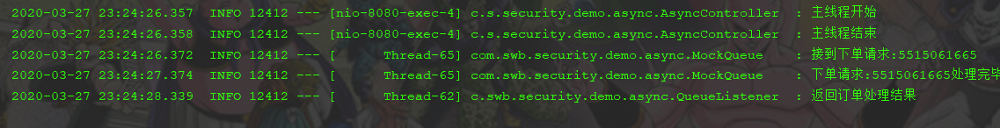 2020-03-27 23:24:26.357  INFO 12412 --- [nio-8080-exec-4] c.s.security.demo.async.AsyncController  : 主线程开始
2020-03-27 23:24:26.358  INFO 12412 --- [nio-8080-exec-4] c.s.security.demo.async.AsyncController  : 主线程结束
2020-03-27 23:24:26.372  INFO 12412 --- [      Thread-65] com.swb.security.demo.async.MockQueue    : 接到下单请求:5515061665
2020-03-27 23:24:27.374  INFO 12412 --- [      Thread-65] com.swb.security.demo.async.MockQueue    : 下单请求:5515061665处理完毕
2020-03-27 23:24:28.339  INFO 12412 --- [      Thread-62] c.swb.security.demo.async.QueueListener  : 返回订单处理结果